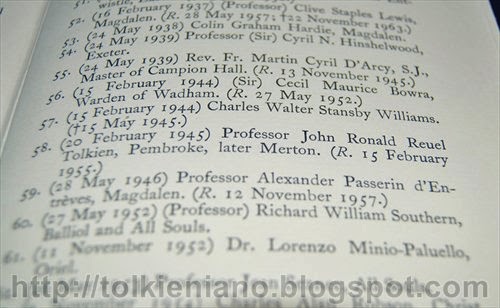 51.
wistle,
52. (16 February 1937) (Professor) Clive Staples Lewis,
Magdalen. (R. 28 May 1957; †22 November 1963.)
53. (24 May 1938) Colin Graham Hardie, Magdalen.
54. (24 May 1939) Professor (Sir) Cyril N. Hinshelwood,
Exeter.
55. (24 May 1939) Rev. Fr. Martin Cyril D'Arcy, S.J.,
Master of Campion Hall. (R. 13 November 1945.)
56. (15 February 1944) (Sir) Cecil Maurice Bowra,
Warden of Wadham. (R. 27 May 1952.)
57. (15 February 1944) Charles Walter Stansby Williams.
(†15 May 1945.)
58. (20 February 1945) Professor John Ronald Reuel
Tolkien, Pembroke, later Merton. (R. 15 February
1955.)
59. (28 May 1946) Professor Alexander Passerin d'En-
trèves, Magdalen. (R. 12 November 1957.)
60. (27 May 1952) (Professor) Richard William Southern,
Balliol and All Souls.
61. (11 November 1952) Dr. Lorenzo Minio-Paluello,
Oriel.
http://tolkieniano.blogspot.com